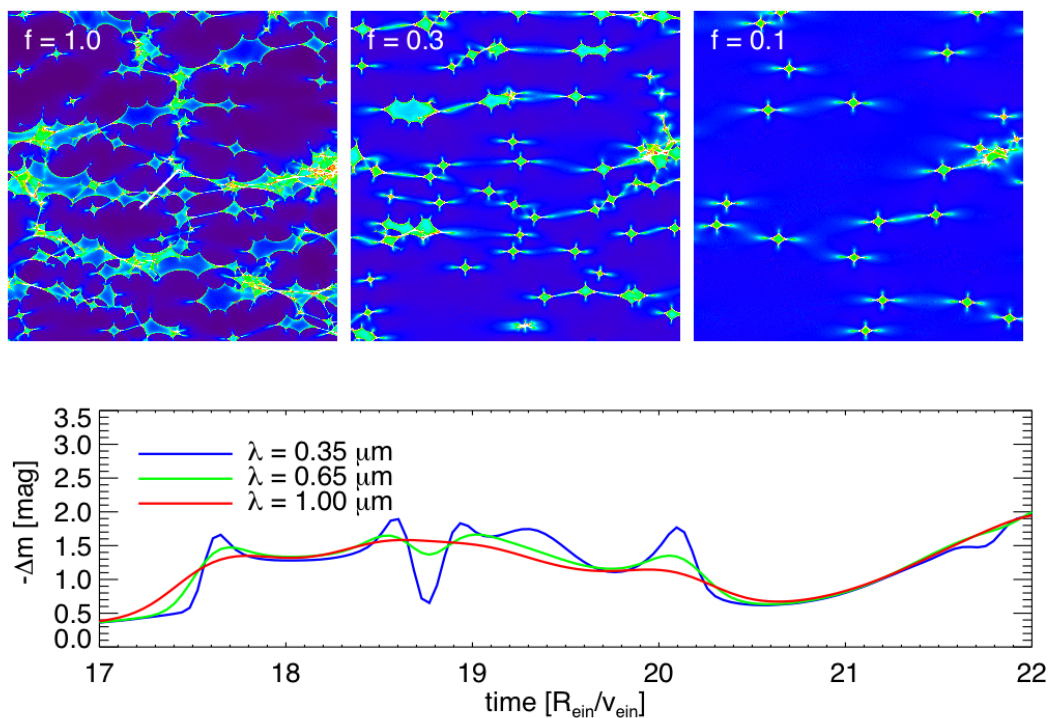 f = 1.0
f = 0.3
f = 0.1
3.5
3.0
2.5
2.0
1.5
1.0
0.5
0.0
-Δm [mag]
λ = 0.35 μm
λ = 0.65 μm
λ = 1.00 μm
17 18 19 20 21 22
time [R_ein/v_ein]